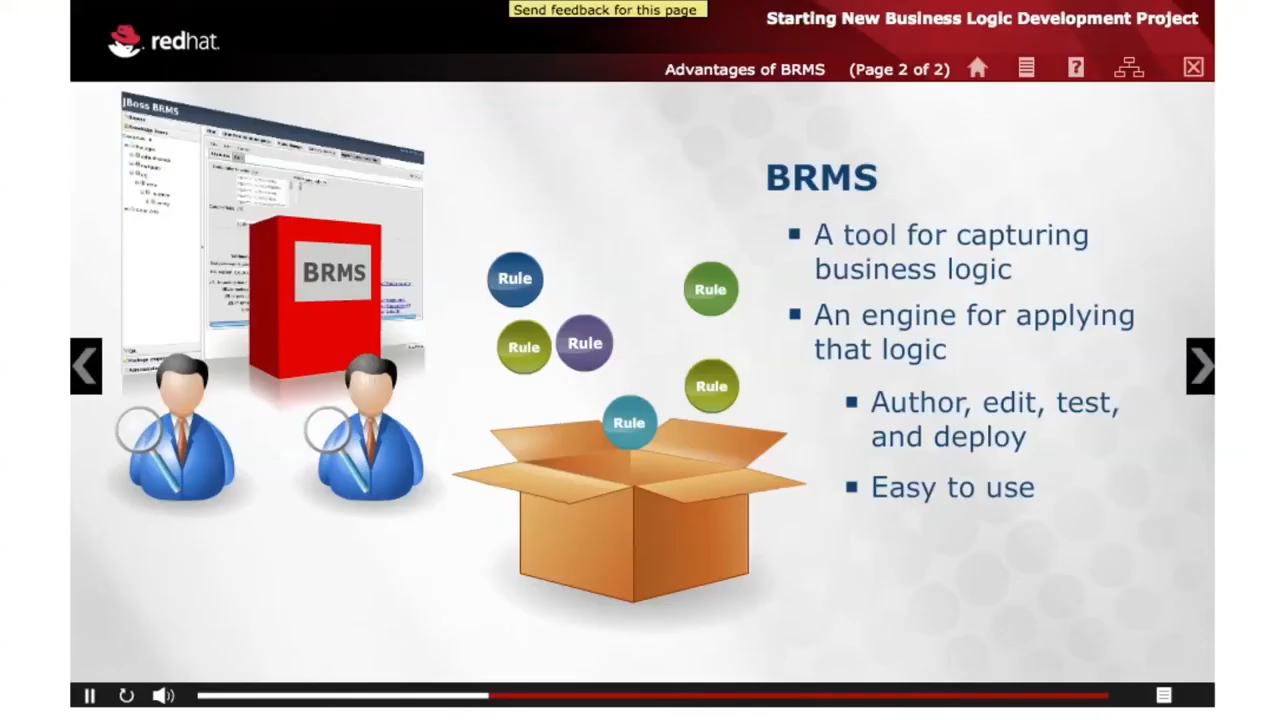 Send feedback for this page
Starting New Business Logic Development Project
redhat.
Advantages of BRMS (Page 2 of 2)
JBoss BRMS
BRMS
BRMS
A tool for capturing
business logic
An engine for applying
that logic
Author, edit, test,
and deploy
Easy to use
Rule
Rule
Rule
Rule
Rule
Rule